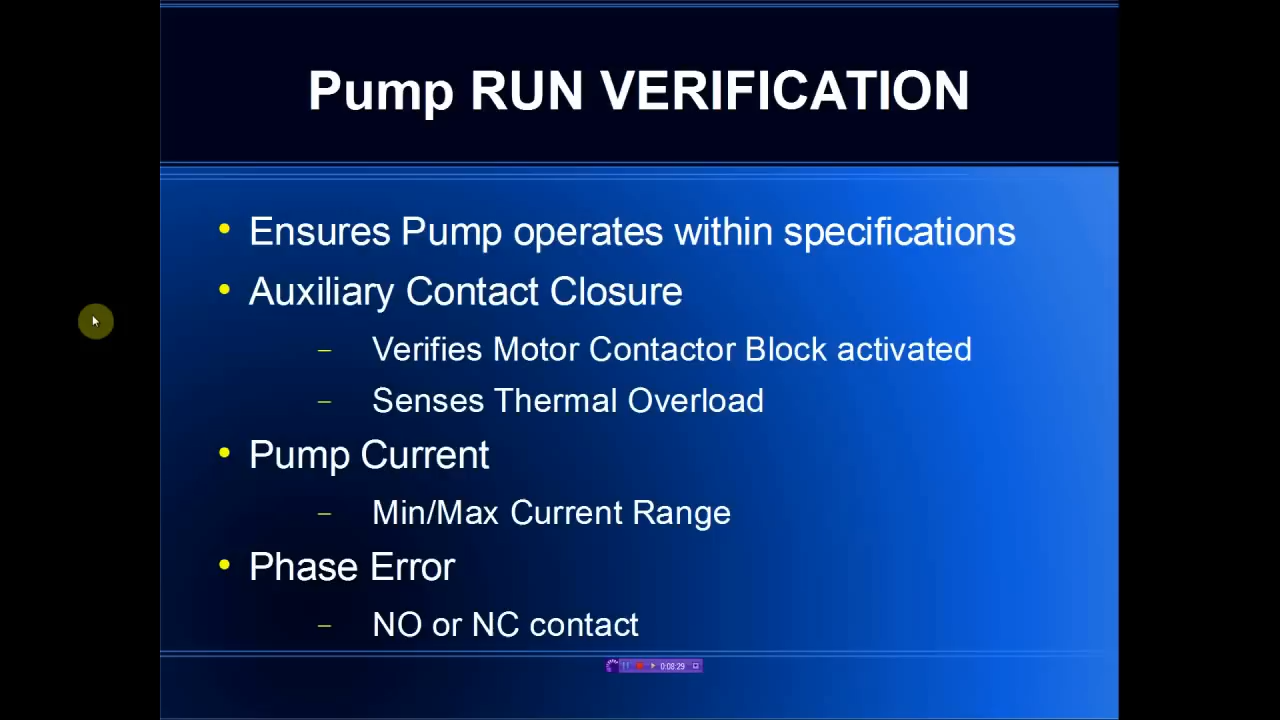 Pump RUN VERIFICATION
• Ensures Pump operates within specifications
• Auxiliary Contact Closure
– Verifies Motor Contactor Block activated
– Senses Thermal Overload
• Pump Current
– Min/Max Current Range
• Phase Error
– NO or NC contact
0:08:29